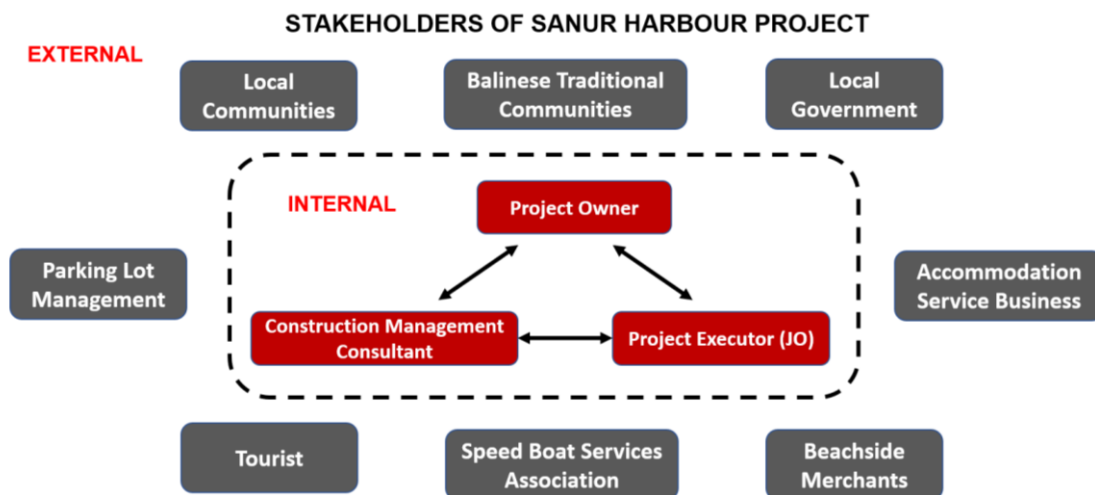 STAKEHOLDERS OF SANUR HARBOUR PROJECT
EXTERNAL
Local
Communities
Balinese Traditional
Communities
Local
Government
INTERNAL
Project Owner
Parking Lot
Management
Accommodation
Service Business
Construction Management
Consultant
Project Executor (JO)
Tourist
Speed Boat Services
Association
Beachside
Merchants